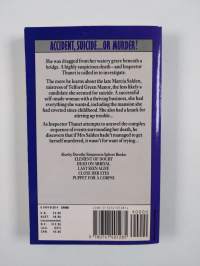 ACCIDENT, SUICIDE... OR MURDER?
She was dragged from her watery grave beneath a
bridge. A highly suspicious death – and Inspector
Thanet is called in to investigate.
The more he learns about the late Marcia Salden,
mistress of Telford Green Manor, the less likely a
candidate she seemed for suicide. A successful
self-made woman with a thriving business, she had
everything she wanted, including the mansion she
had coveted since childhood. She also had a knack for
stirring up trouble...
As Inspector Thanet attempts to unravel the complex
sequence of events surrounding her death, he
discovers that if Mrs Salden hadn't managed to get
herself murdered, it wasn't for want of trying...
Also by Dorothy Simpson in Sphere Books:
ELEMENT OF DOUBT
DEAD ON ARRIVAL
LAST SEEN ALIVE
CLOSE HER EYES
PUPPET FOR A CORPSE
90000